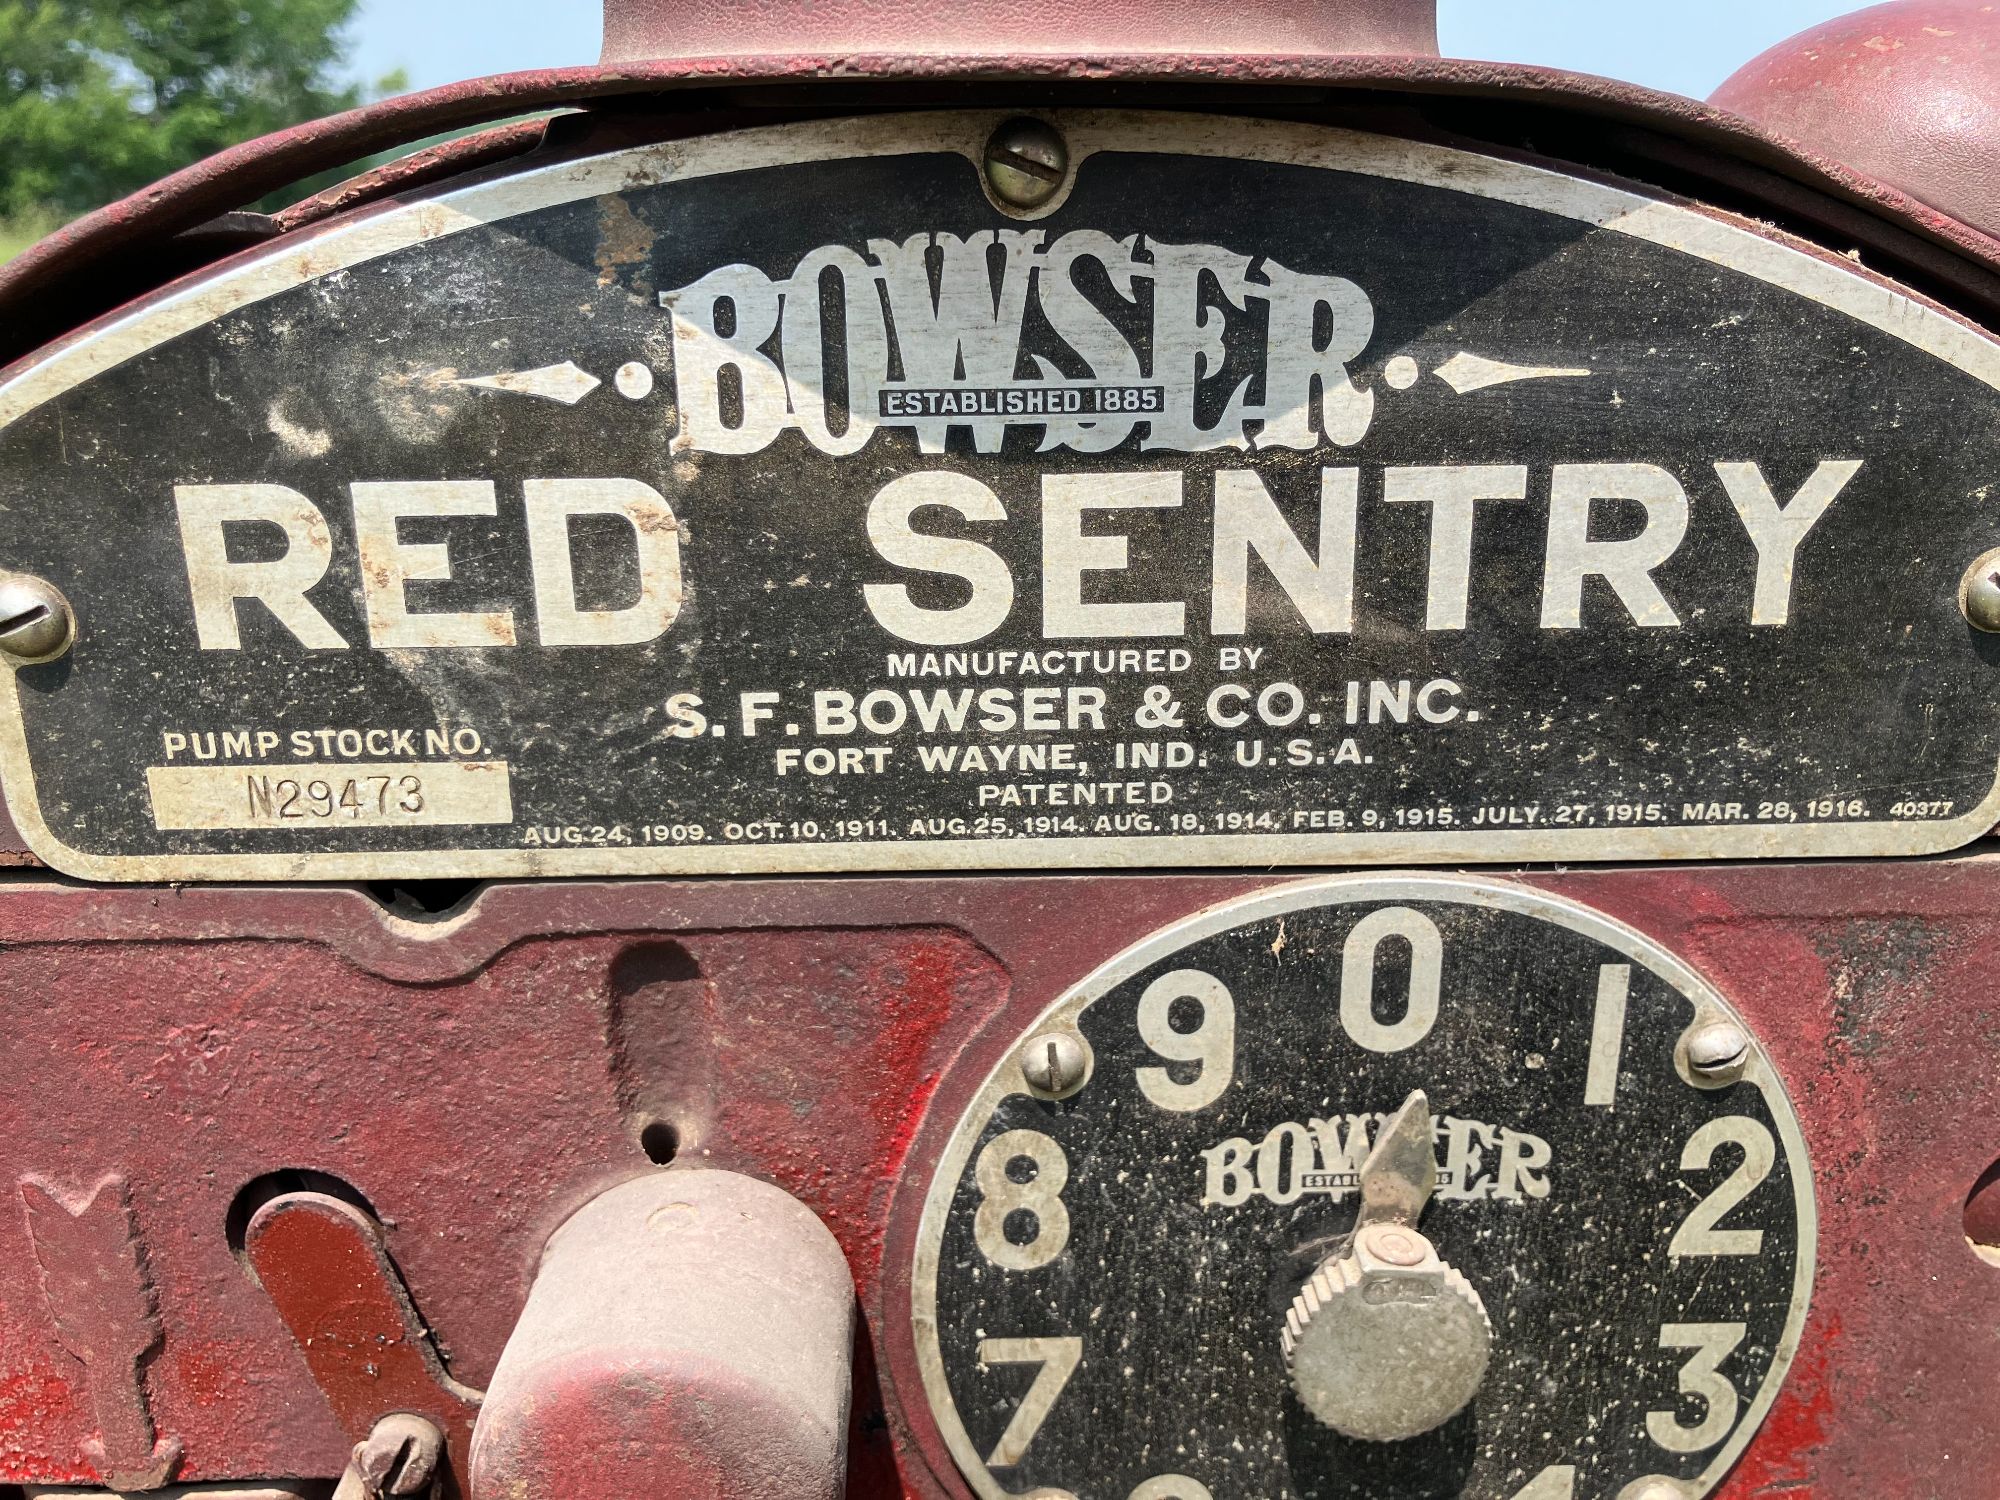 BOWSER
ESTABLISHED 1885
RED SENTRY
MANUFACTURED BY
S. F. BOWSER & CO. INC.
FORT WAYNE, IND. U.S.A.
PATENTED
PUMP STOCK NO.
N29473
AUG. 24, 1909. OCT. 10, 1911. AUG. 25, 1914. AUG. 18, 1914. FEB. 9, 1915. JULY. 27, 1915. MAR. 28, 1916. 40377
0
9 1
BOWSER
8 2
7 3